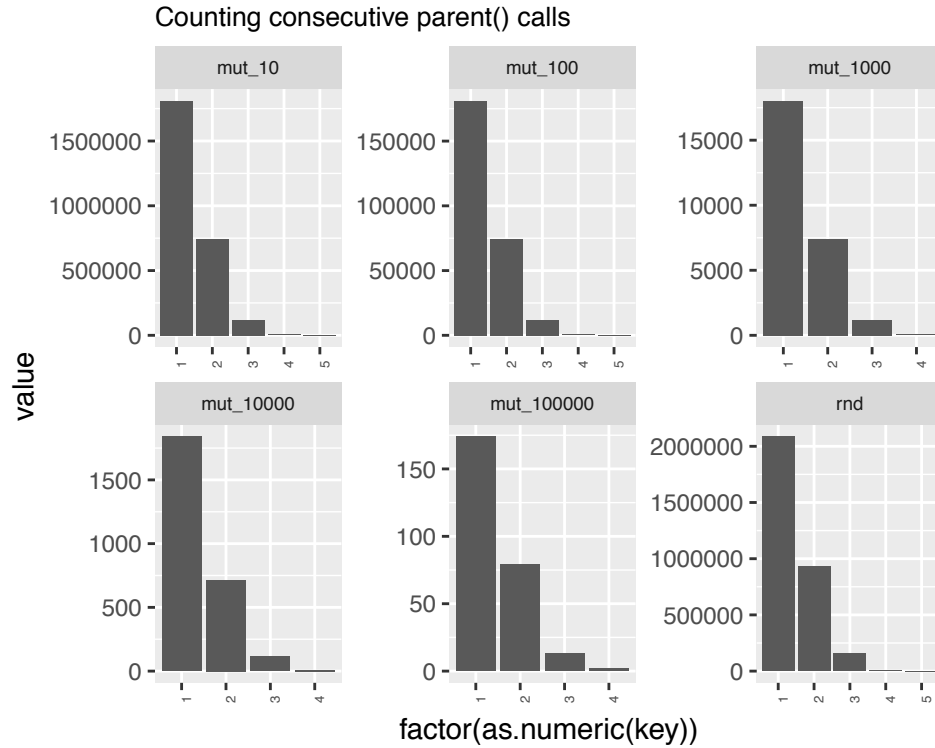 Counting consecutive parent() calls
mut_10 mut_100 mut_1000
1500000
1000000
500000
0
150000
100000
50000
0
15000
10000
5000
0
1 2 3 4 5
1 2 3 4 5
1 2 3 4
value
mut_10000 mut_100000 rnd
1500
1000
500
0
150
100
50
0
2000000
1500000
1000000
500000
0
1 2 3 4
1 2 3 4
1 2 3 4 5
factor(as.numeric(key))